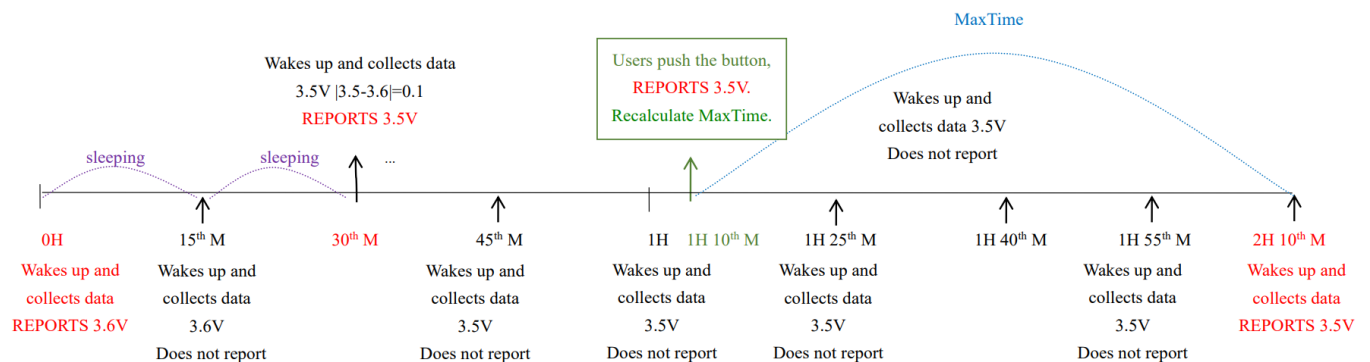 MaxTime
Wakes up and collects data
3.5V |3.5-3.6|=0.1
REPORTS 3.5V
Users push the button,
REPORTS 3.5V.
Recalculate MaxTime.
Wakes up and
collects data 3.5V
Does not report
sleeping
sleeping
...
0H
15th M
30th M
45th M
1H
1H 10th M
1H 25th M
1H 40th M
1H 55th M
2H 10th M
Wakes up and
collects data
REPORTS 3.6V
Wakes up and
collects data
3.6V
Does not report
Wakes up and
collects data
3.5V
Does not report
Wakes up and
collects data
3.5V
Does not report
Wakes up and
collects data
3.5V
Does not report
Wakes up and
collects data
3.5V
Does not report
Wakes up and
collects data
REPORTS 3.5V